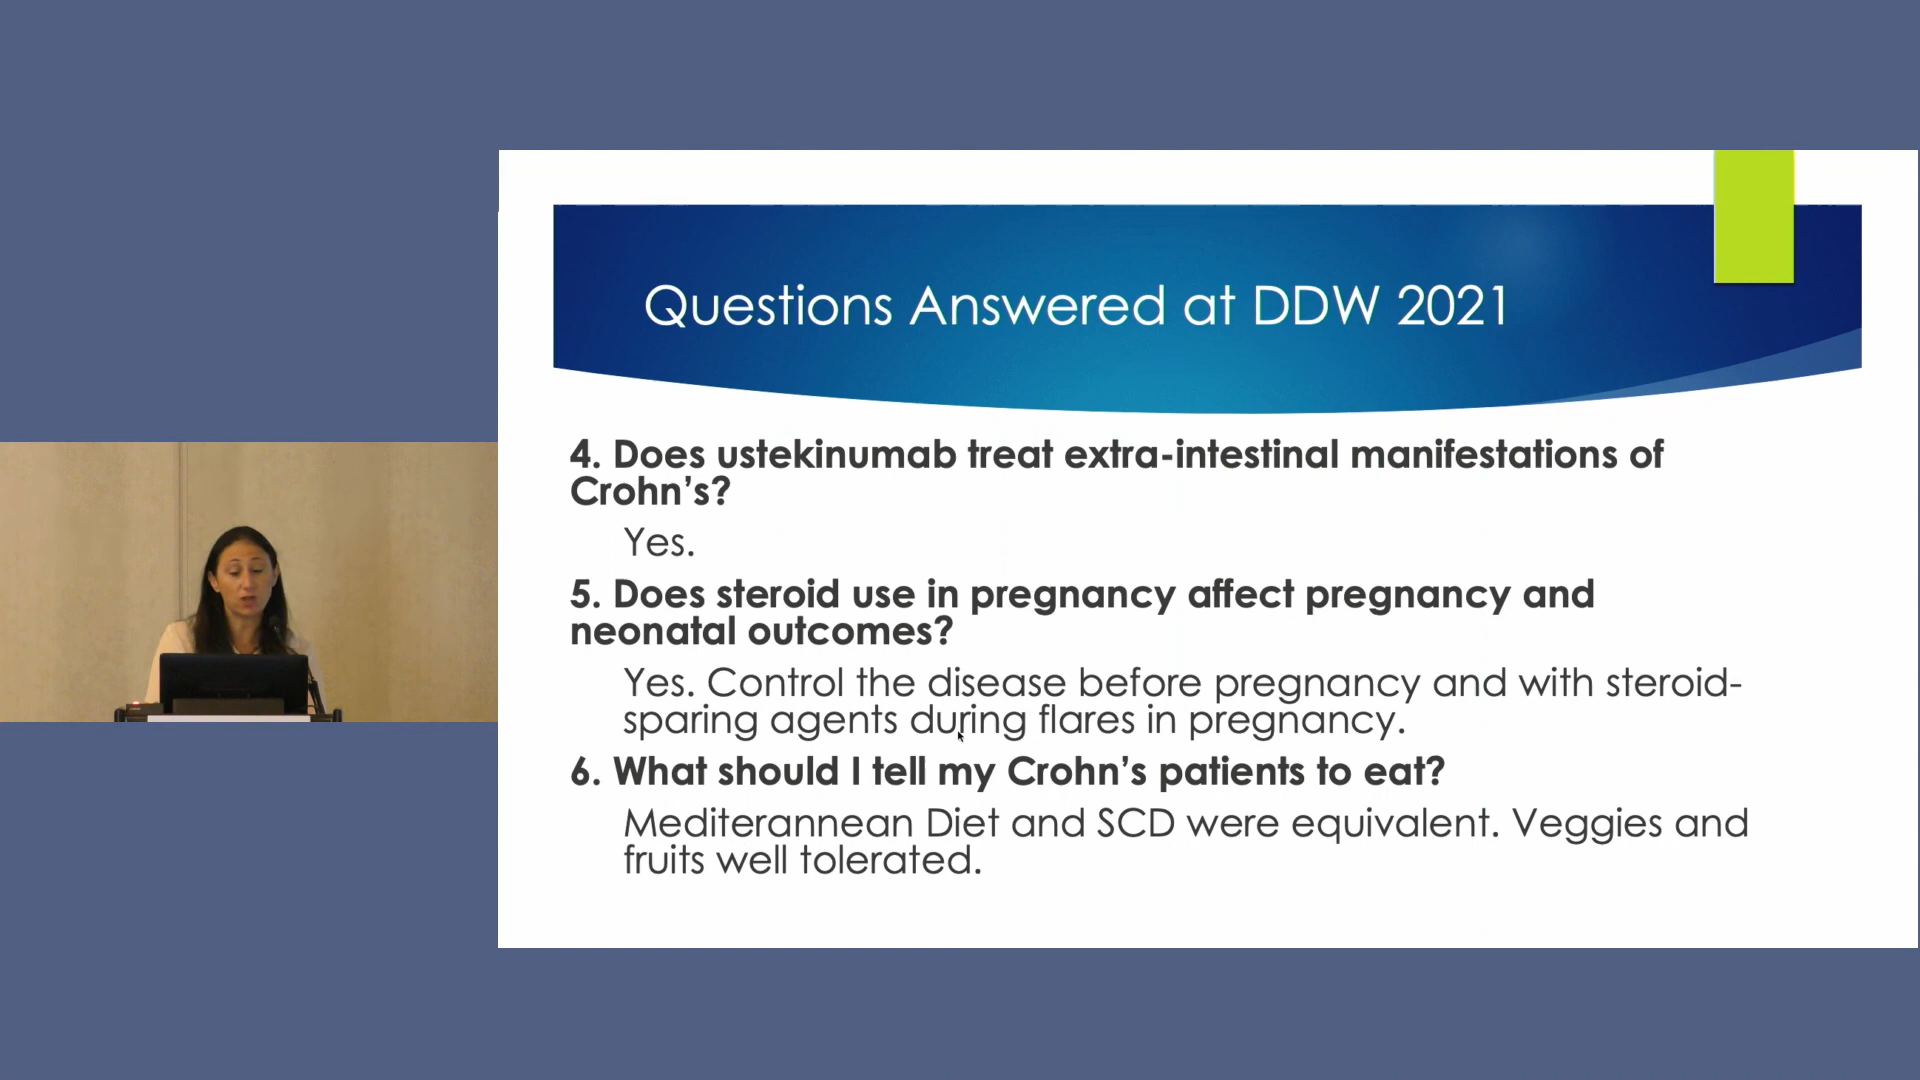 Questions Answered at DDW 2021
4. Does ustekinumab treat extra-intestinal manifestations of
Crohn's?
Yes.
5. Does steroid use in pregnancy affect pregnancy and
neonatal outcomes?
Yes. Control the disease before pregnancy and with steroid-
sparing agents during flares in pregnancy.
6. What should I tell my Crohn's patients to eat?
Mediterannean Diet and SCD were equivalent. Veggies and
fruits well tolerated.